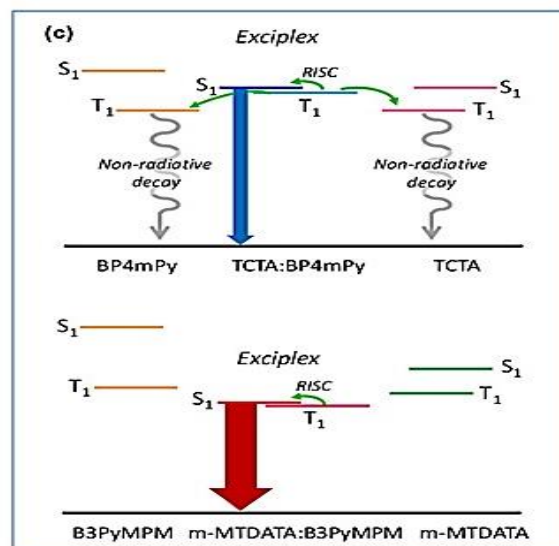 (c)
Exciplex
S1
S1
RISC
S1
T1
T1
T1
Non-radiative
decay
Non-radiative
decay
BP4mPy
TCTA:BP4mPy
TCTA
S1
Exciplex
S1
T1
S1
RISC
T1
T1
B3PyMPM
m-MTDATA:B3PyMPM
m-MTDATA